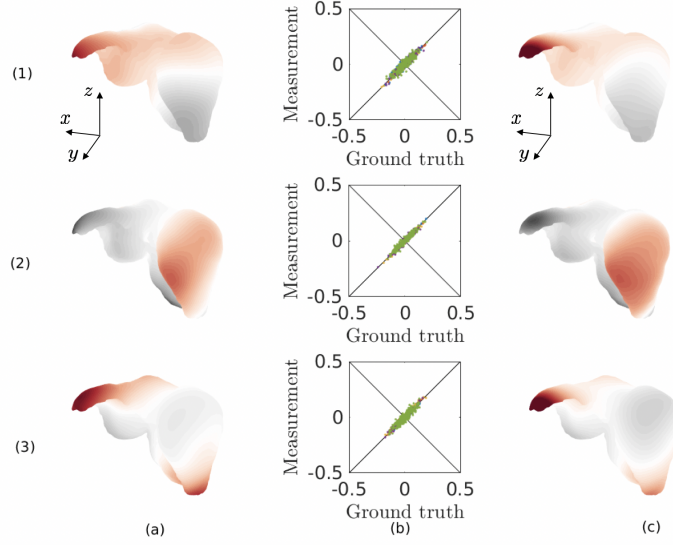 (1)
z
x
y
0.5
0
-0.5
Measurement
-0.5 0 0.5
Ground truth
z
x
y
(2)
0.5
0
-0.5
Measurement
-0.5 0 0.5
Ground truth
(3)
0.5
0
-0.5
Measurement
-0.5 0 0.5
Ground truth
(a) (b) (c)